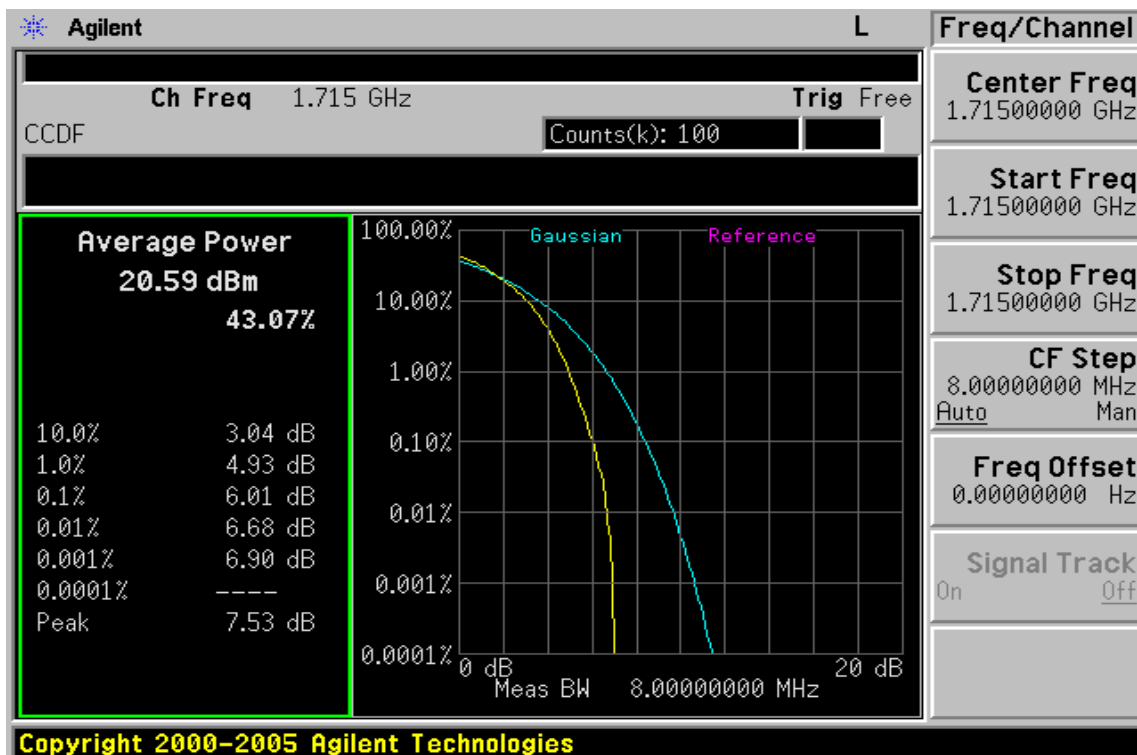 Agilent L Freq/Channel
Ch Freq 1.715 GHz Trig Free
CCDF Counts(k): 100
Average Power
20.59 dBm
43.07%
10.0% 3.04 dB
1.0% 4.93 dB
0.1% 6.01 dB
0.01% 6.68 dB
0.001% 6.90 dB
0.0001% ----
Peak 7.53 dB
Gaussian Reference
100.00%
10.00%
1.00%
0.10%
0.01%
0.001%
0.0001%
0 dB 20 dB
Meas BW 8.00000000 MHz
Center Freq
1.71500000 GHz
Start Freq
1.71500000 GHz
Stop Freq
1.71500000 GHz
CF Step
8.00000000 MHz
Auto Man
Freq Offset
0.00000000 Hz
Signal Track
On Off
Copyright 2000-2005 Agilent Technologies